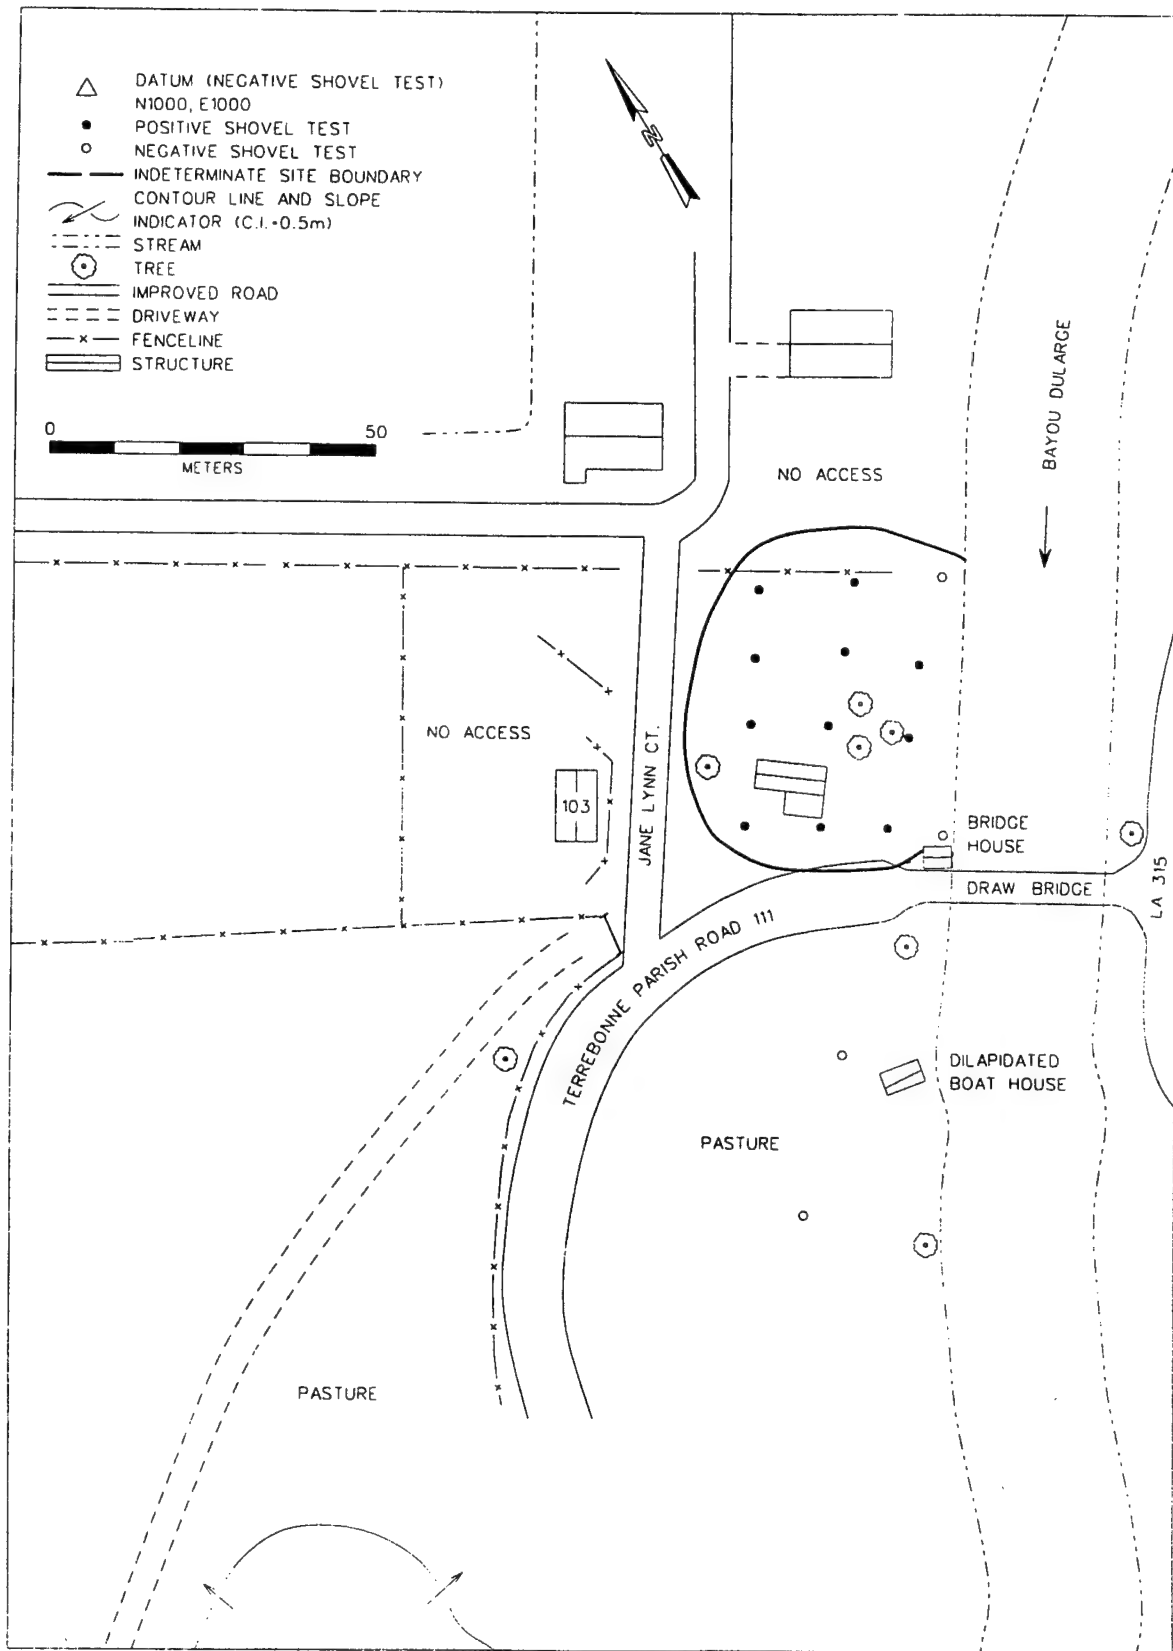 DATUM (NEGATIVE SHOVEL TEST)
N1000, E1000
POSITIVE SHOVEL TEST
NEGATIVE SHOVEL TEST
INDETERMINATE SITE BOUNDARY
CONTOUR LINE AND SLOPE
INDICATOR (C.I.-0.5m)
STREAM
TREE
IMPROVED ROAD
DRIVEWAY
FENCELINE
STRUCTURE
0 50
METERS
N
BAYOU DULARGE
NO ACCESS
NO ACCESS
103
JANE LYNN CT.
BRIDGE
HOUSE
DRAW BRIDGE
LA 315
TERREBONNE PARISH ROAD 111
DILAPIDATED
BOAT HOUSE
PASTURE
PASTURE